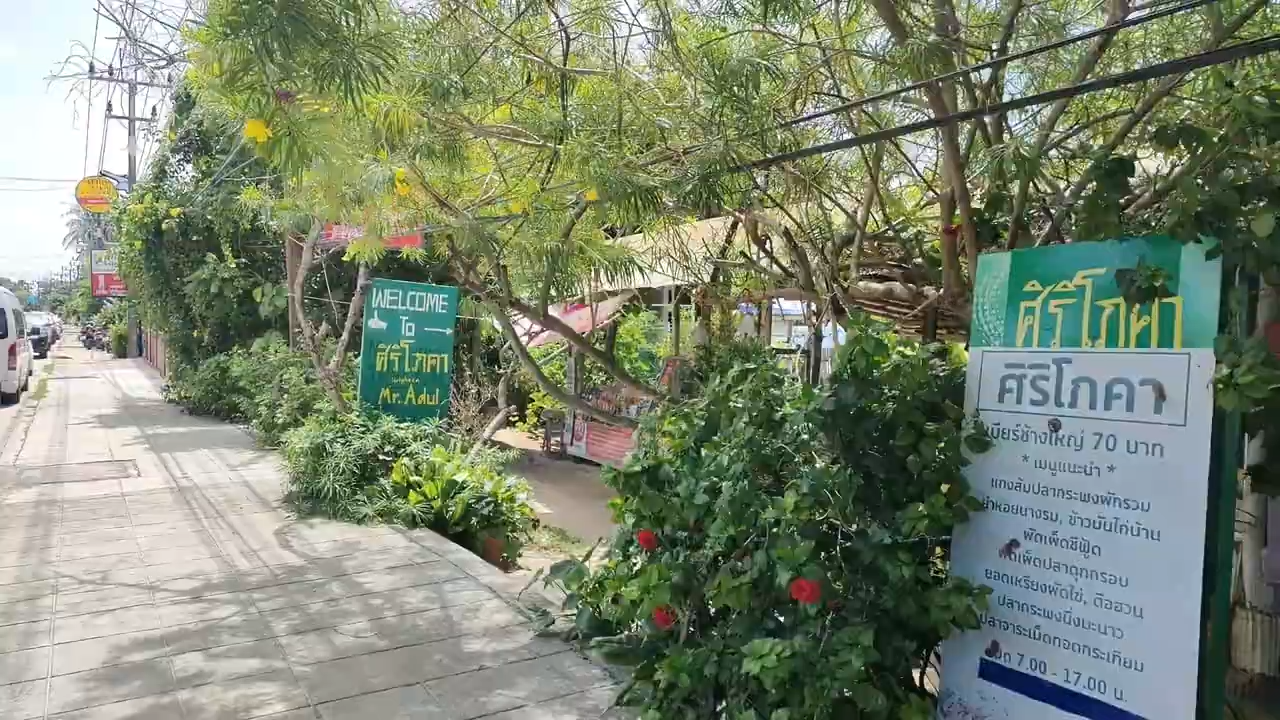 WELCOME
To
ศิริโภคา
Mr. Adul
ศิริโภคา
ศิริโภคา
เบียร์ช้างใหญ่ 70 บาท
* เมนูแนะนำ *
แกงส้มปลากระพงผักรวม
ยำหอยนางรม, ข้าวมันไก่บ้าน
ผัดเผ็ดซีฟู้ด
ผัดเผ็ดปลาดุกกรอบ
ยอดเหรียงผัดไข่, ต้ือฮวน
ปลากระพงนึ่งมะนาว
ปลาจาระเม็ดทอดกระเทียม
7.00 - 17.00 น.